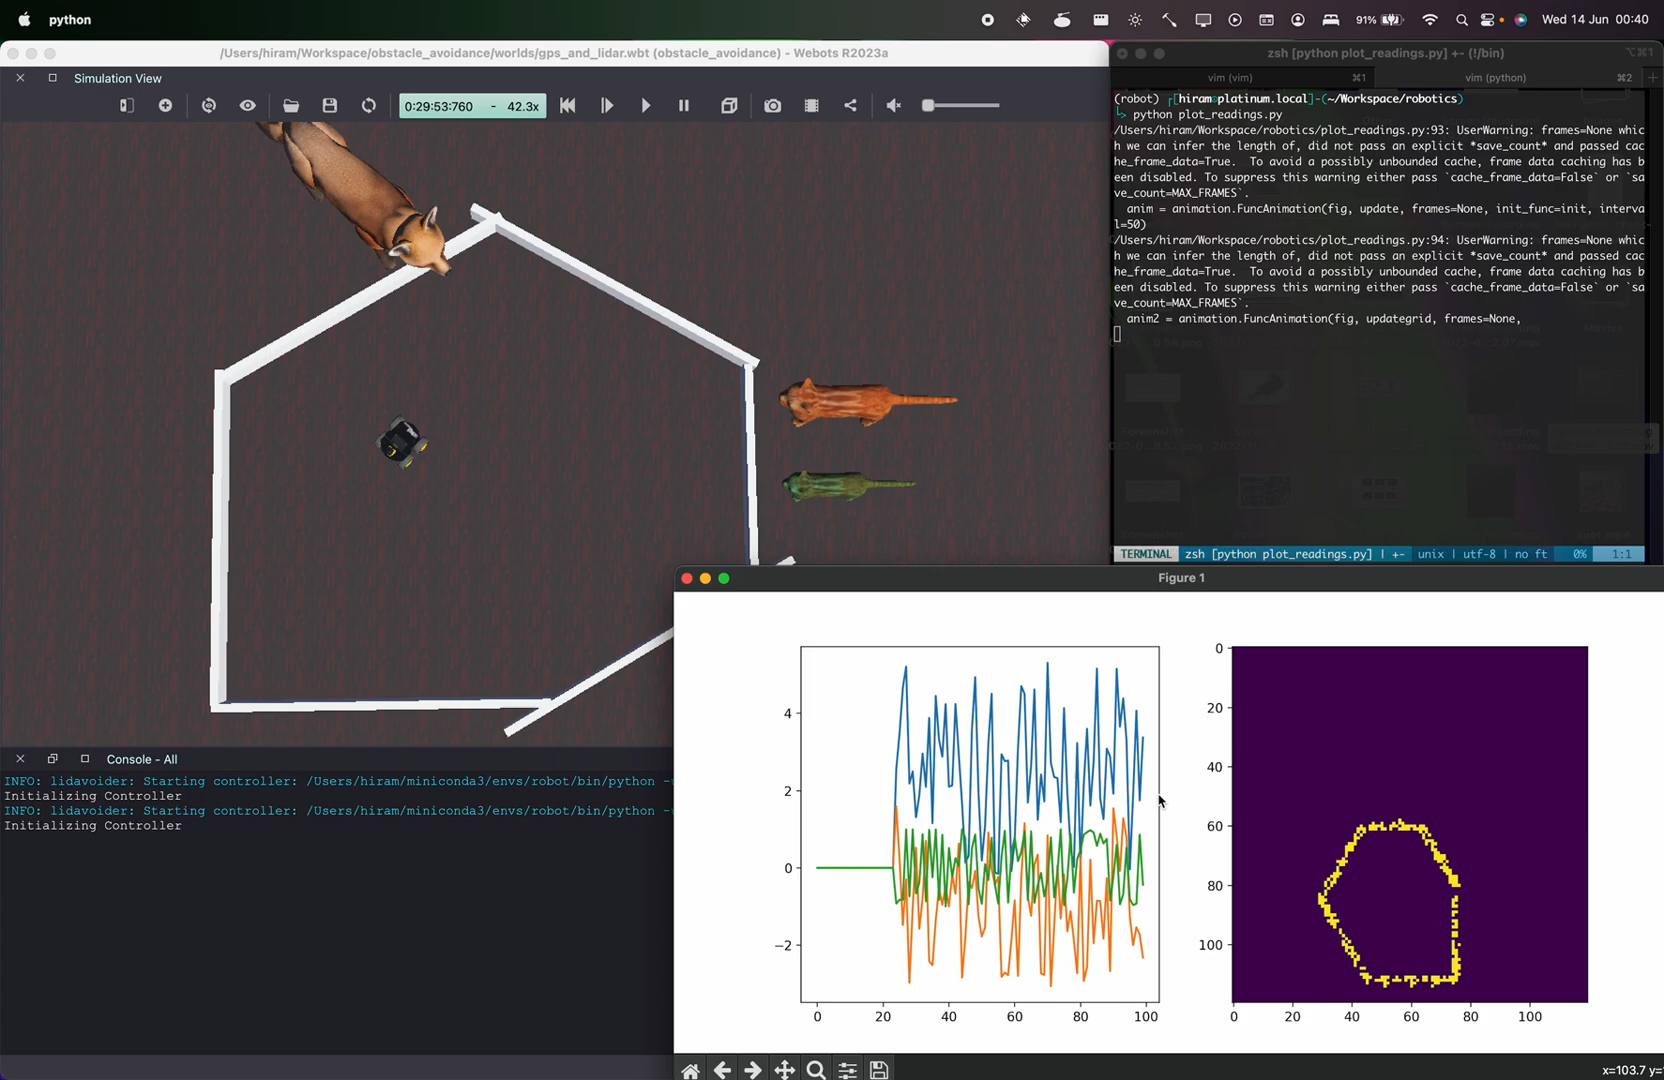 python
91%
Wed 14 Jun 00:40
/Users/hiram/Workspace/obstacle_avoidance/worlds/gps_and_lidar.wbt (obstacle_avoidance) - Webots R2023a
Simulation View
0:29:53:760 - 42.3x
zsh [python plot_readings.py] +- (!/bin)
⌥⌘1
vim (vim) ⌘1
vim (python) ⌘2
(robot) ┌[hiram@platinum.local]-(~/Workspace/robotics)
└> python plot_readings.py
/Users/hiram/Workspace/robotics/plot_readings.py:93: UserWarning: frames=None whic
h we can infer the length of, did not pass an explicit *save_count* and passed cac
he_frame_data=True. To avoid a possibly unbounded cache, frame data caching has b
een disabled. To suppress this warning either pass `cache_frame_data=False` or `sa
ve_count=MAX_FRAMES`.
anim = animation.FuncAnimation(fig, update, frames=None, init_func=init, interva
l=50)
/Users/hiram/Workspace/robotics/plot_readings.py:94: UserWarning: frames=None whic
h we can infer the length of, did not pass an explicit *save_count* and passed cac
he_frame_data=True. To avoid a possibly unbounded cache, frame data caching has b
een disabled. To suppress this warning either pass `cache_frame_data=False` or `sa
ve_count=MAX_FRAMES`.
anim2 = animation.FuncAnimation(fig, updategrid, frames=None,
TERMINAL zsh [python plot_readings.py] | +- unix | utf-8 | no ft 0% 1:1
Console - All
INFO: lidavoider: Starting controller: /Users/hiram/miniconda3/envs/robot/bin/python -
Initializing Controller
INFO: lidavoider: Starting controller: /Users/hiram/miniconda3/envs/robot/bin/python -
Initializing Controller
Figure 1
4
2
0
−2
0 20 40 60 80 100
0
20
40
60
80
100
0 20 40 60 80 100
x=103.7 y=